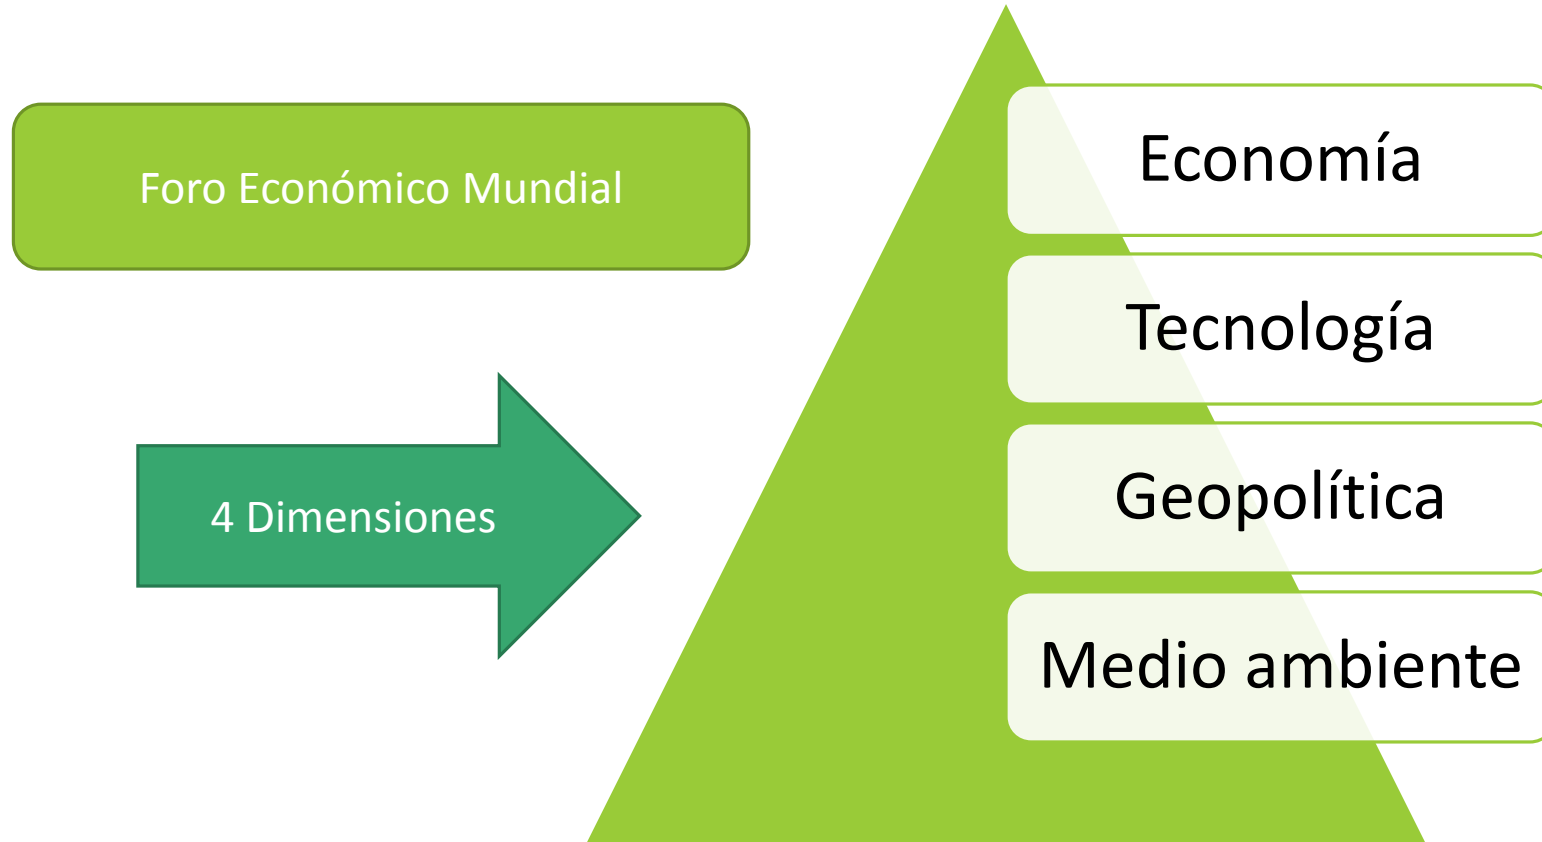 Foro Económico Mundial
4 Dimensiones
Economía
Tecnología
Geopolítica
Medio ambiente